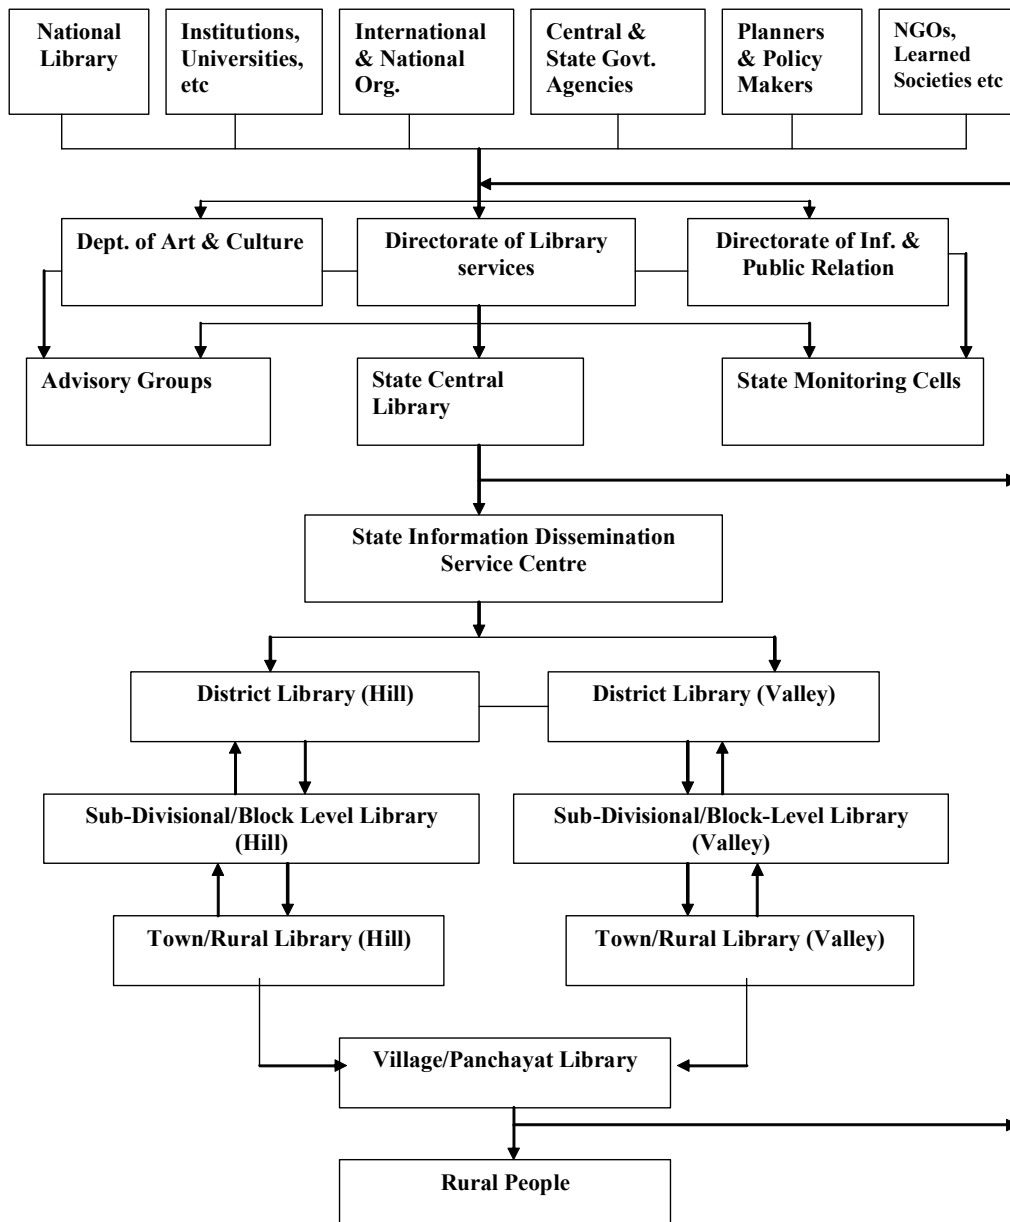 National
Library
Institutions,
Universities,
etc
International
& National
Org.
Central &
State Govt.
Agencies
Planners
& Policy
Makers
NGOs,
Learned
Societies etc
Dept. of Art & Culture
Directorate of Library
services
Directorate of Inf. &
Public Relation
Advisory Groups
State Central
Library
State Monitoring Cells
State Information Dissemination
Service Centre
District Library (Hill)
District Library (Valley)
Sub-Divisional/Block Level Library
(Hill)
Sub-Divisional/Block-Level Library
(Valley)
Town/Rural Library (Hill)
Town/Rural Library (Valley)
Village/Panchayat Library
Rural People